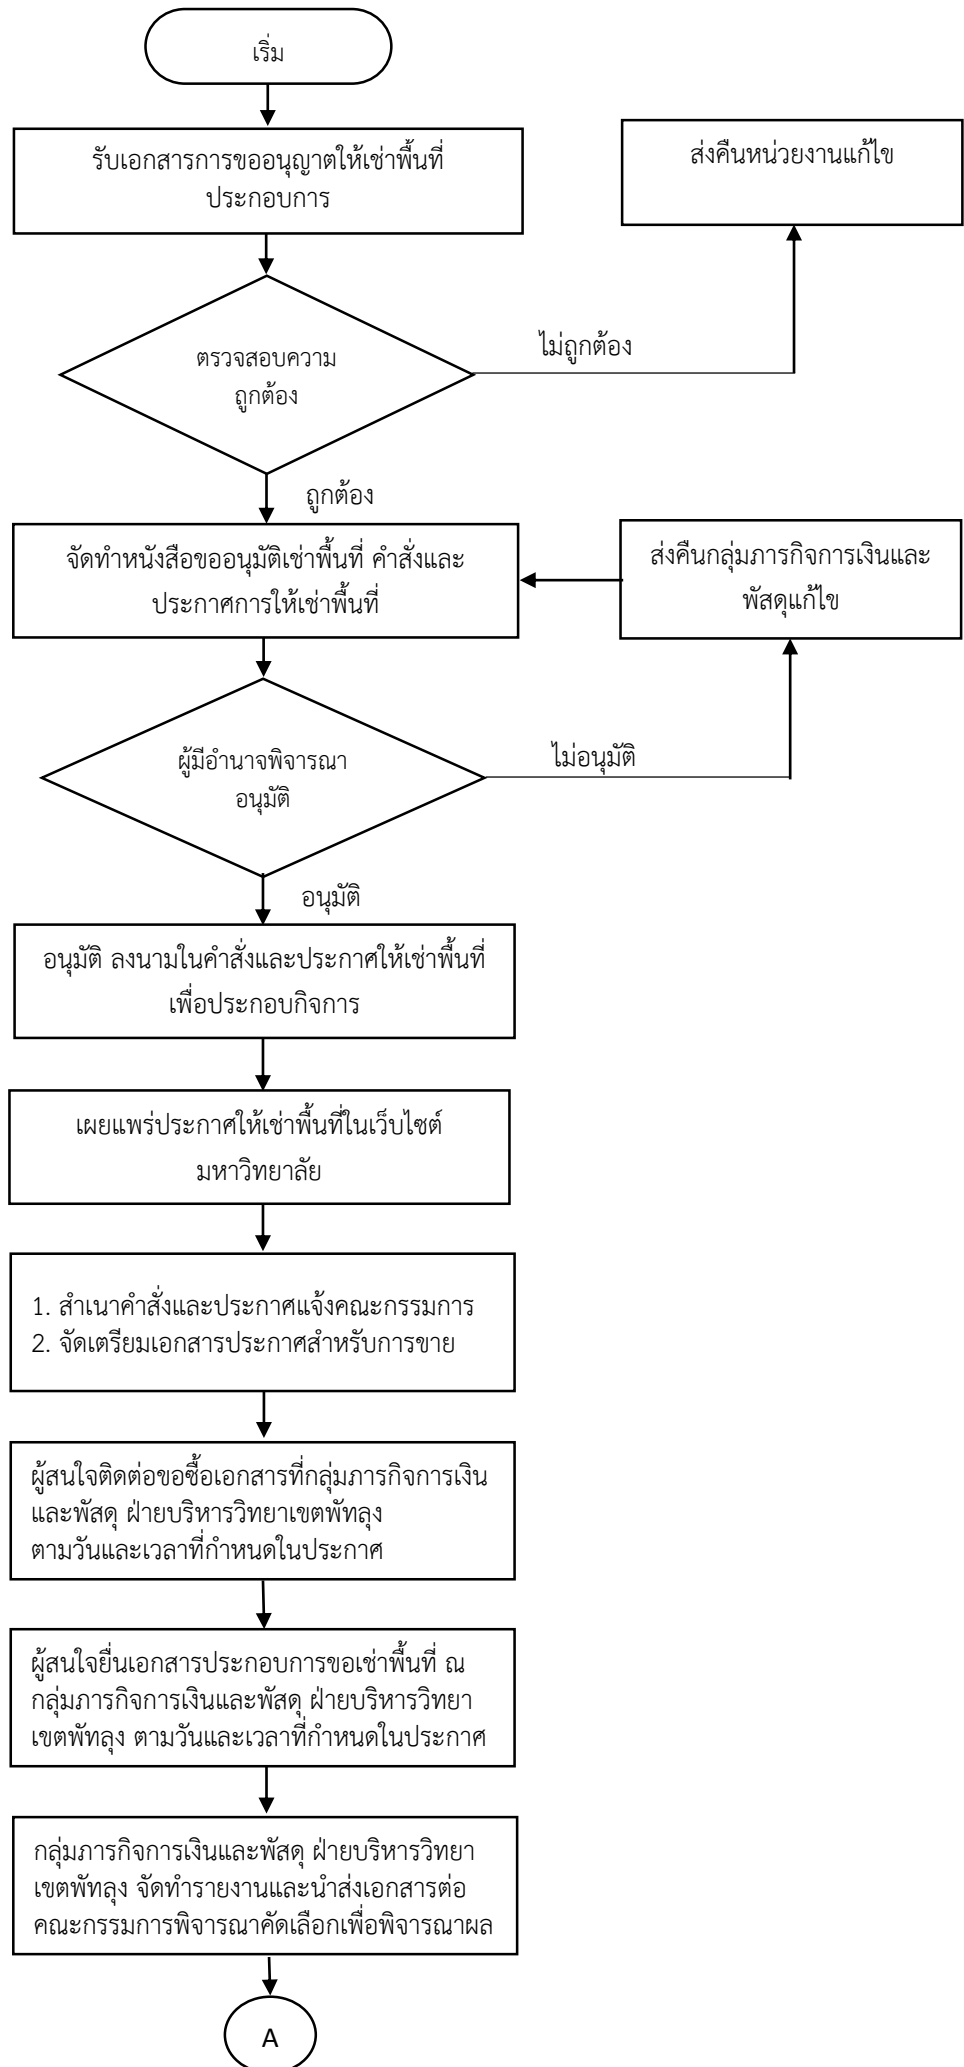 เริ่ม
รับเอกสารการขออนุญาตให้เช่าพื้นที่
ประกอบการ
ส่งคืนหน่วยงานแก้ไข
ไม่ถูกต้อง
ตรวจสอบความ
ถูกต้อง
ถูกต้อง
จัดทำหนังสือขออนุมัติเช่าพื้นที่ คำสั่งและ
ประกาศการให้เช่าพื้นที่
ส่งคืนกลุ่มภารกิจการเงินและ
พัสดุแก้ไข
ไม่อนุมัติ
ผู้มีอำนาจพิจารณา
อนุมัติ
อนุมัติ
อนุมัติ ลงนามในคำสั่งและประกาศให้เช่าพื้นที่
เพื่อประกอบกิจการ
เผยแพร่ประกาศให้เช่าพื้นที่ในเว็บไซต์
มหาวิทยาลัย
1. สำเนาคำสั่งและประกาศแจ้งคณะกรรมการ
2. จัดเตรียมเอกสารประกาศสำหรับการขาย
ผู้สนใจติดต่อขอซื้อเอกสารที่กลุ่มภารกิจการเงิน
และพัสดุ ฝ่ายบริหารวิทยาเขตพัทลุง
ตามวันและเวลาที่กำหนดในประกาศ
ผู้สนใจยื่นเอกสารประกอบการขอเช่าพื้นที่ ณ
กลุ่มภารกิจการเงินและพัสดุ ฝ่ายบริหารวิทยา
เขตพัทลุง ตามวันและเวลาที่กำหนดในประกาศ
กลุ่มภารกิจการเงินและพัสดุ ฝ่ายบริหารวิทยา
เขตพัทลุง จัดทำรายงานและนำส่งเอกสารต่อ
คณะกรรมการพิจารณาคัดเลือกเพื่อพิจารณาผล
A